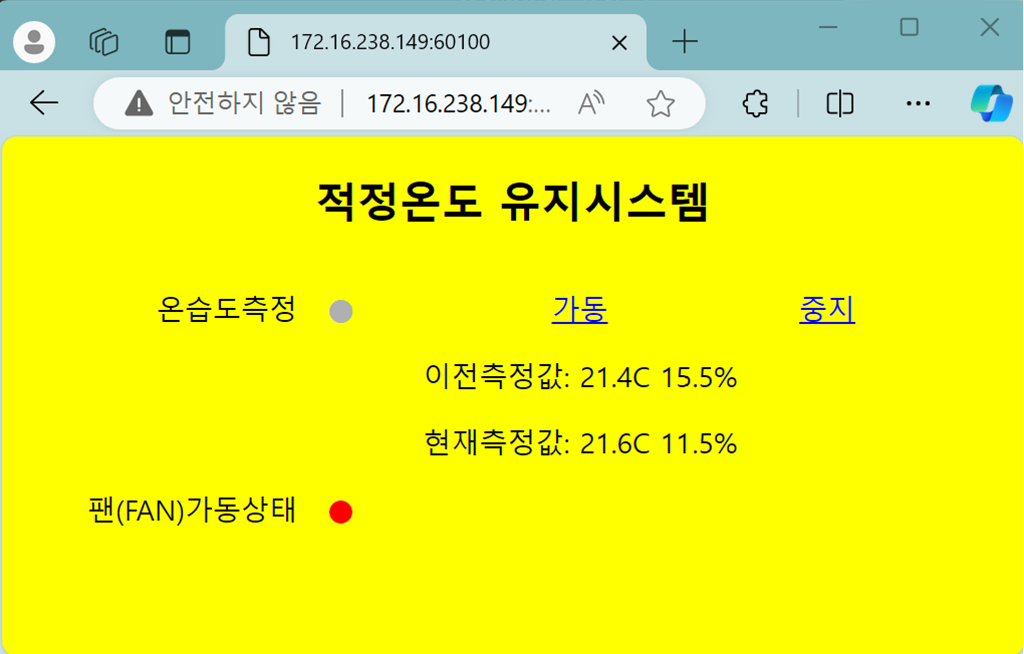 172.16.238.149:60100
안전하지 않음 | 172.16.238.149:...
적정온도 유지시스템
온습도측정 가동 중지
이전측정값: 21.4C 15.5%
현재측정값: 21.6C 11.5%
팬(FAN)가동상태